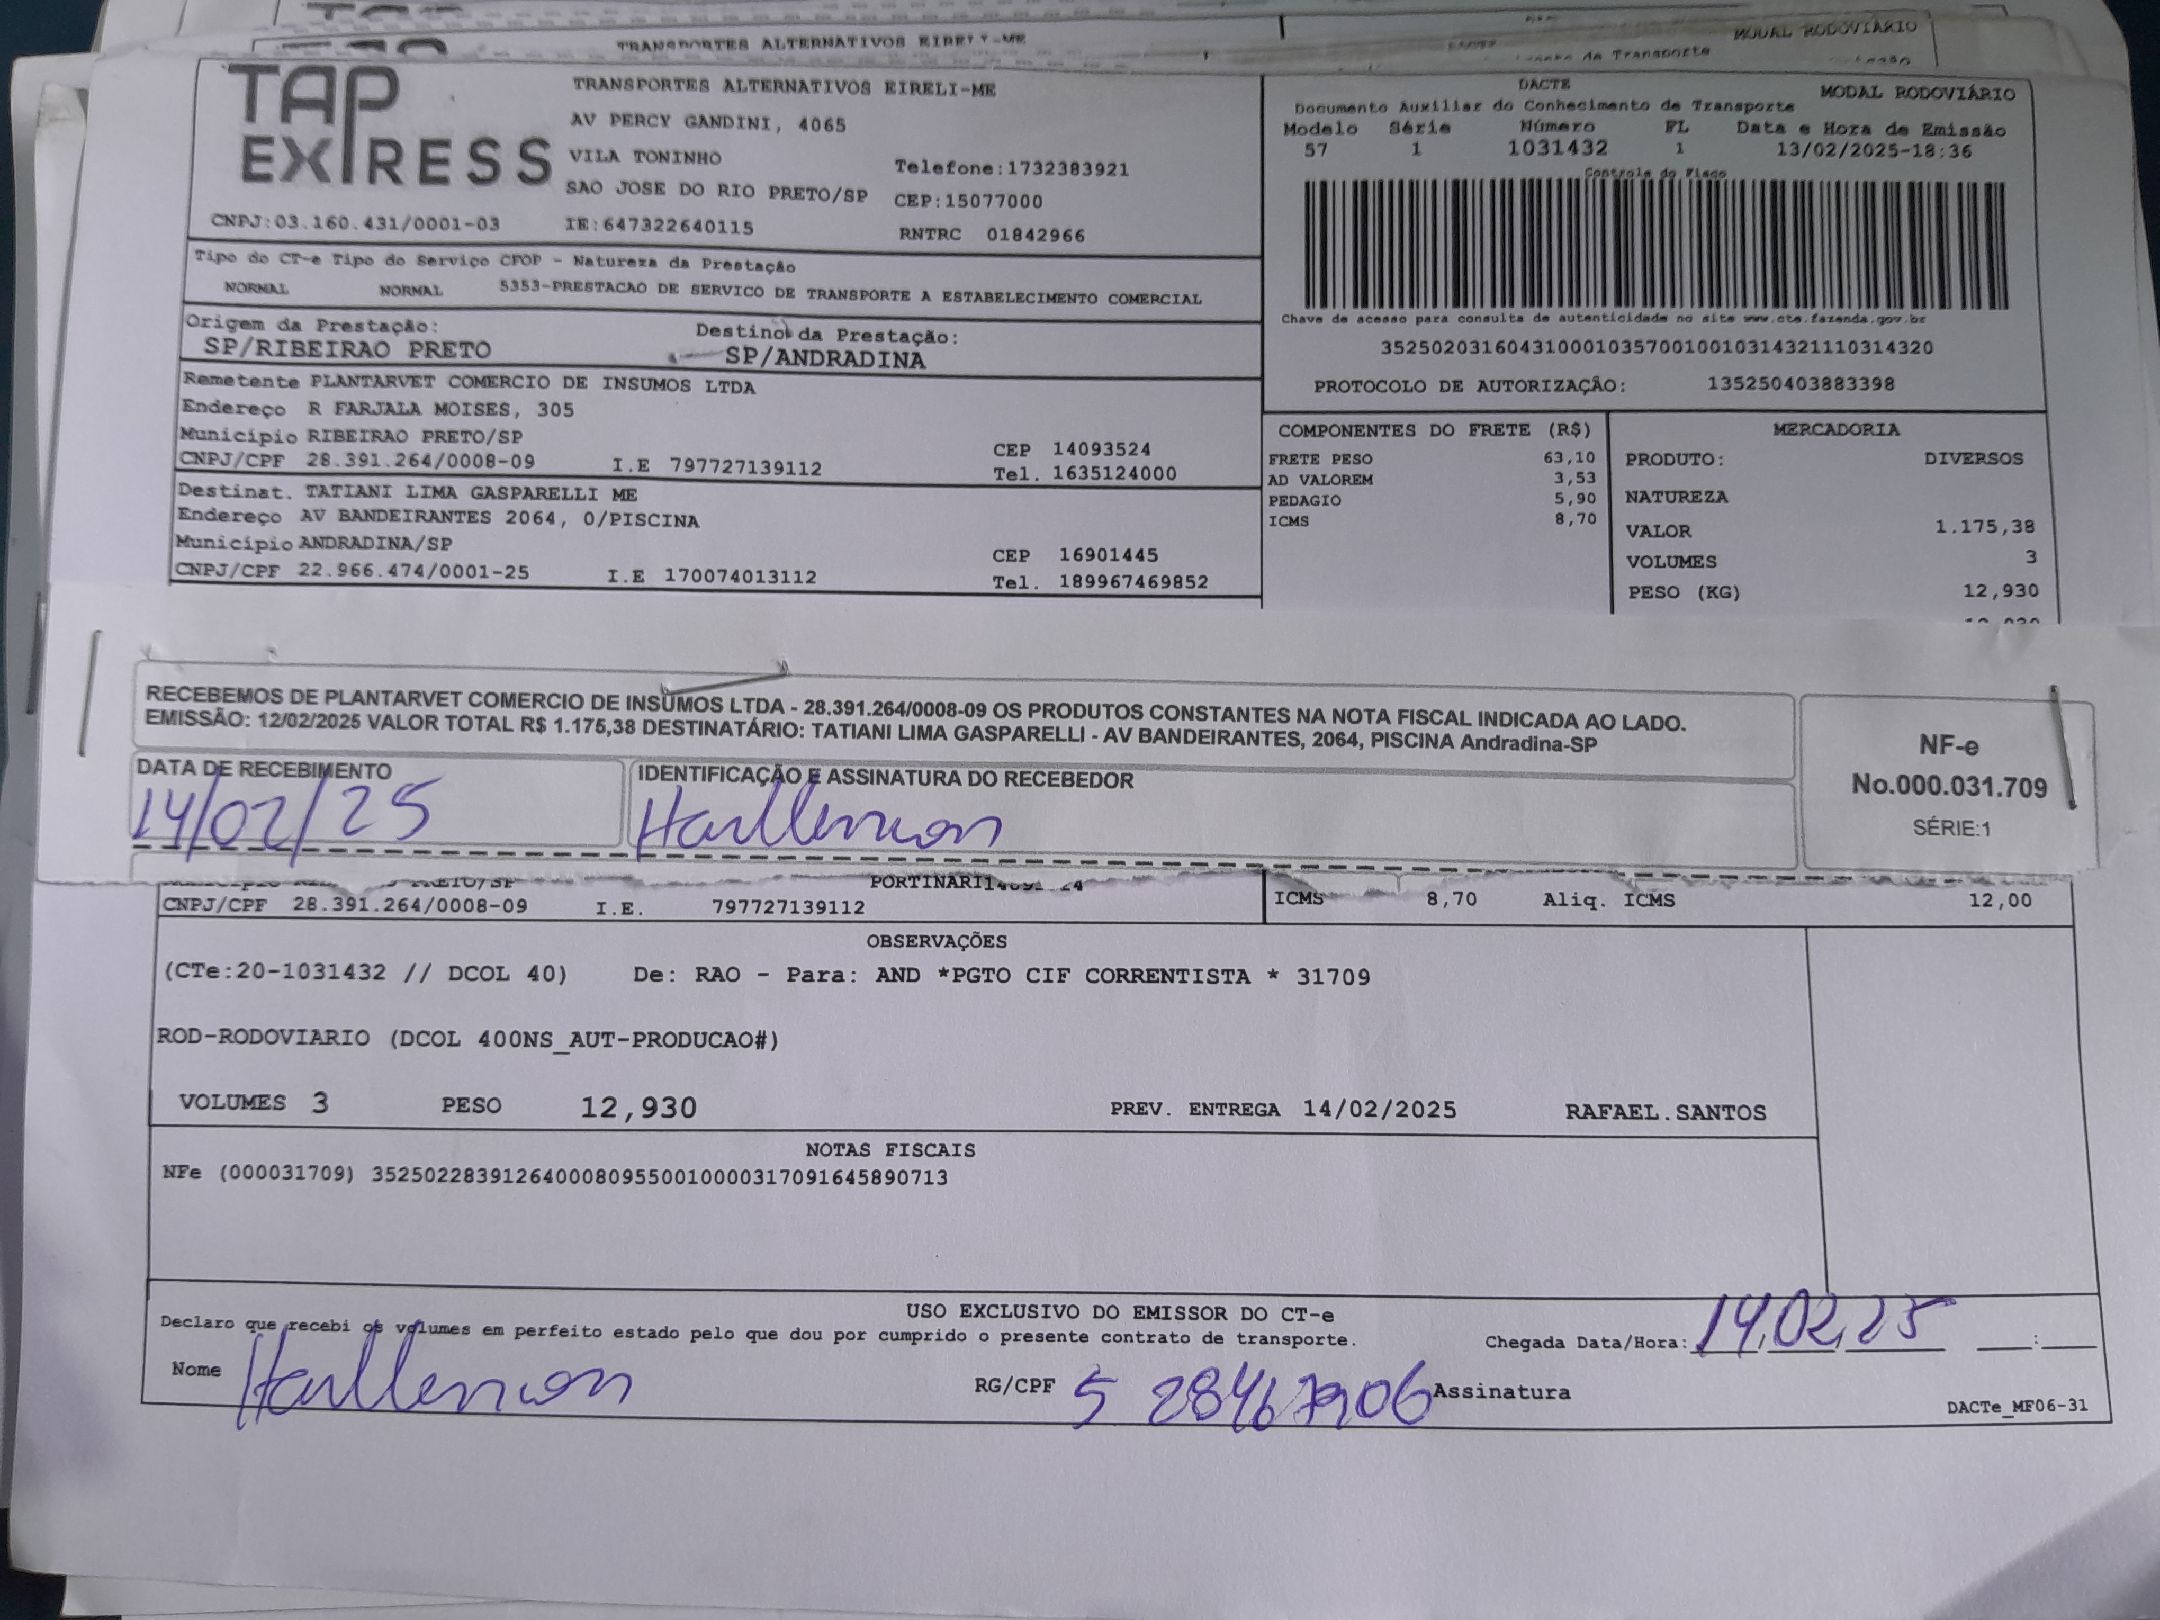 TRANSPORTES ALTERNATIVOS EIRELI-ME
MODAL RODOVIÁRIO
de Transporte
TAP EXPRESS
TRANSPORTES ALTERNATIVOS EIRELI-ME
AV PERCY GANDINI, 4065
VILA TONINHO
Telefone:1732383921
SAO JOSE DO RIO PRETO/SP
CEP:15077000
CNPJ:03.160.431/0001-03 IE:647322640115
RNTRC 01842966
DACTE
MODAL RODOVIÁRIO
Documento Auxiliar do Conhecimento de Transporte
Modelo Série Número FL Data e Hora de Emissão
57 1 1031432 1 13/02/2025-18:36
Controle do Fisco
Chave de acesso para consulta de autenticidade no site www.cte.fazenda.gov.br
35250203160431000103570010010314321110314320
PROTOCOLO DE AUTORIZAÇÃO: 135250403883398
Tipo do CT-e Tipo do Serviço CFOP - Natureza da Prestação
NORMAL NORMAL 5353-PRESTACAO DE SERVICO DE TRANSPORTE A ESTABELECIMENTO COMERCIAL
Origem da Prestação: Destino da Prestação:
SP/RIBEIRAO PRETO SP/ANDRADINA
Remetente PLANTARVET COMERCIO DE INSUMOS LTDA
Endereço R FARJALA MOISES, 305
Município RIBEIRAO PRETO/SP CEP 14093524
CNPJ/CPF 28.391.264/0008-09 I.E 797727139112 Tel. 1635124000
Destinat. TATIANI LIMA GASPARELLI ME
Endereço AV BANDEIRANTES 2064, 0/PISCINA
Município ANDRADINA/SP CEP 16901445
CNPJ/CPF 22.966.474/0001-25 I.E 170074013112 Tel. 189967469852
COMPONENTES DO FRETE (R$)
FRETE PESO 63,10
AD VALOREM 3,53
PEDAGIO 5,90
ICMS 8,70
MERCADORIA
PRODUTO: DIVERSOS
NATUREZA
VALOR 1.175,38
VOLUMES 3
PESO (KG) 12,930
RECEBEMOS DE PLANTARVET COMERCIO DE INSUMOS LTDA - 28.391.264/0008-09 OS PRODUTOS CONSTANTES NA NOTA FISCAL INDICADA AO LADO.
EMISSÃO: 12/02/2025 VALOR TOTAL R$ 1.175,38 DESTINATÁRIO: TATIANI LIMA GASPARELLI - AV BANDEIRANTES, 2064, PISCINA Andradina-SP
DATA DE RECEBIMENTO IDENTIFICAÇÃO E ASSINATURA DO RECEBEDOR
14/02/25
NF-e
No.000.031.709
SÉRIE:1
PORTINARI
CNPJ/CPF 28.391.264/0008-09 I.E. 797727139112
ICMS 8,70 Aliq. ICMS 12,00
OBSERVAÇÕES
(CTe:20-1031432 // DCOL 40) De: RAO - Para: AND *PGTO CIF CORRENTISTA * 31709
ROD-RODOVIARIO (DCOL 400NS_AUT-PRODUCAO#)
VOLUMES 3 PESO 12,930 PREV. ENTREGA 14/02/2025 RAFAEL.SANTOS
NOTAS FISCAIS
NFe (000031709) 35250228391264000809550010000317091645890713
USO EXCLUSIVO DO EMISSOR DO CT-e
Declaro que recebi os volumes em perfeito estado pelo que dou por cumprido o presente contrato de transporte.
Chegada Data/Hora: 14,02,25 :
Nome RG/CPF Assinatura
DACTe_MF06-31